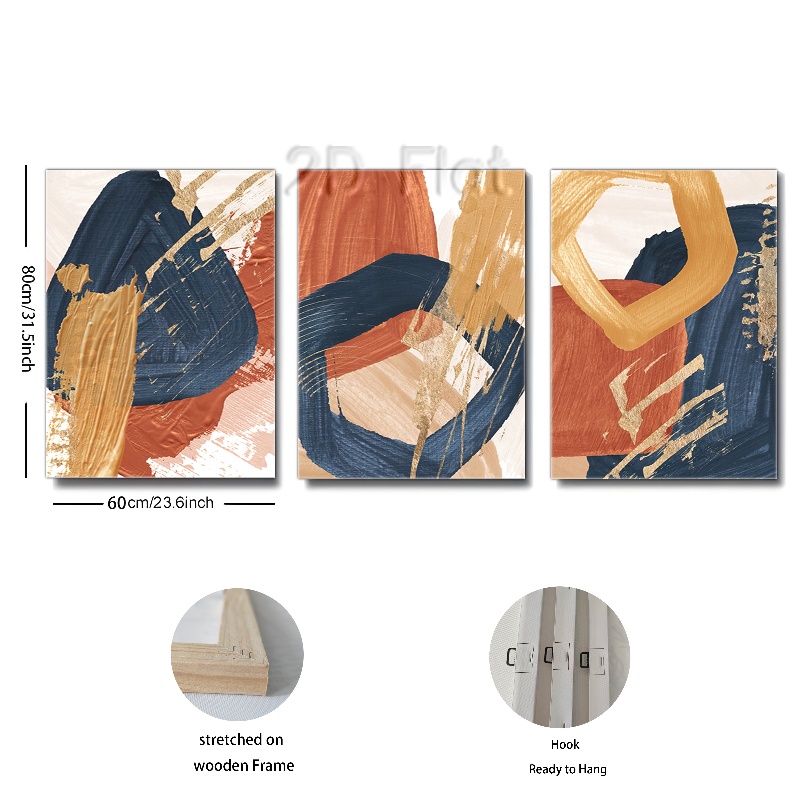 2D Flat
80cm/31.5inch
60cm/23.6inch
stretched on
wooden Frame
Hook
Ready to Hang